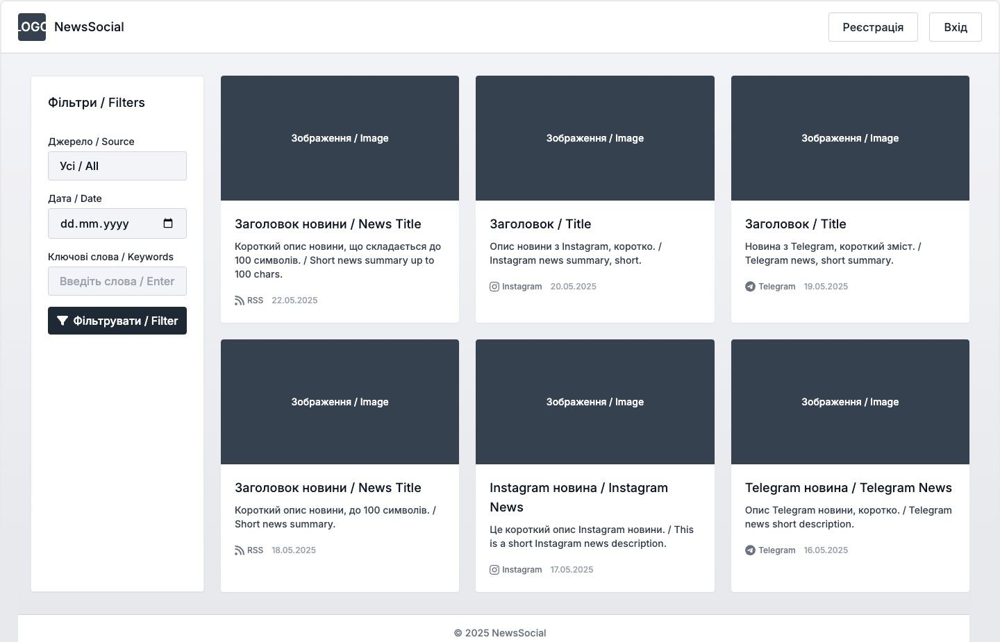 LOGO
NewsSocial
Реєстрація
Вхід
Фільтри / Filters
Джерело / Source
Усі / All
Дата / Date
dd.mm.yyyy
Ключові слова / Keywords
Введіть слова / Enter
Фільтрувати / Filter
Зображення / Image
Заголовок новини / News Title
Короткий опис новини, що складається до
100 символів. / Short news summary up to
100 chars.
RSS 22.05.2025
Зображення / Image
Заголовок / Title
Опис новини з Instagram, коротко. /
Instagram news summary, short.
Instagram 20.05.2025
Зображення / Image
Заголовок / Title
Новина з Telegram, короткий зміст. /
Telegram news, short summary.
Telegram 19.05.2025
Зображення / Image
Заголовок новини / News Title
Короткий опис новини, до 100 символів. /
Short news summary.
RSS 18.05.2025
Зображення / Image
Instagram новина / Instagram
News
Це короткий опис Instagram новини. / This
is a short Instagram news description.
Instagram 17.05.2025
Зображення / Image
Telegram новина / Telegram News
Опис Telegram новини, коротко. / Telegram
news short description.
Telegram 16.05.2025
© 2025 NewsSocial